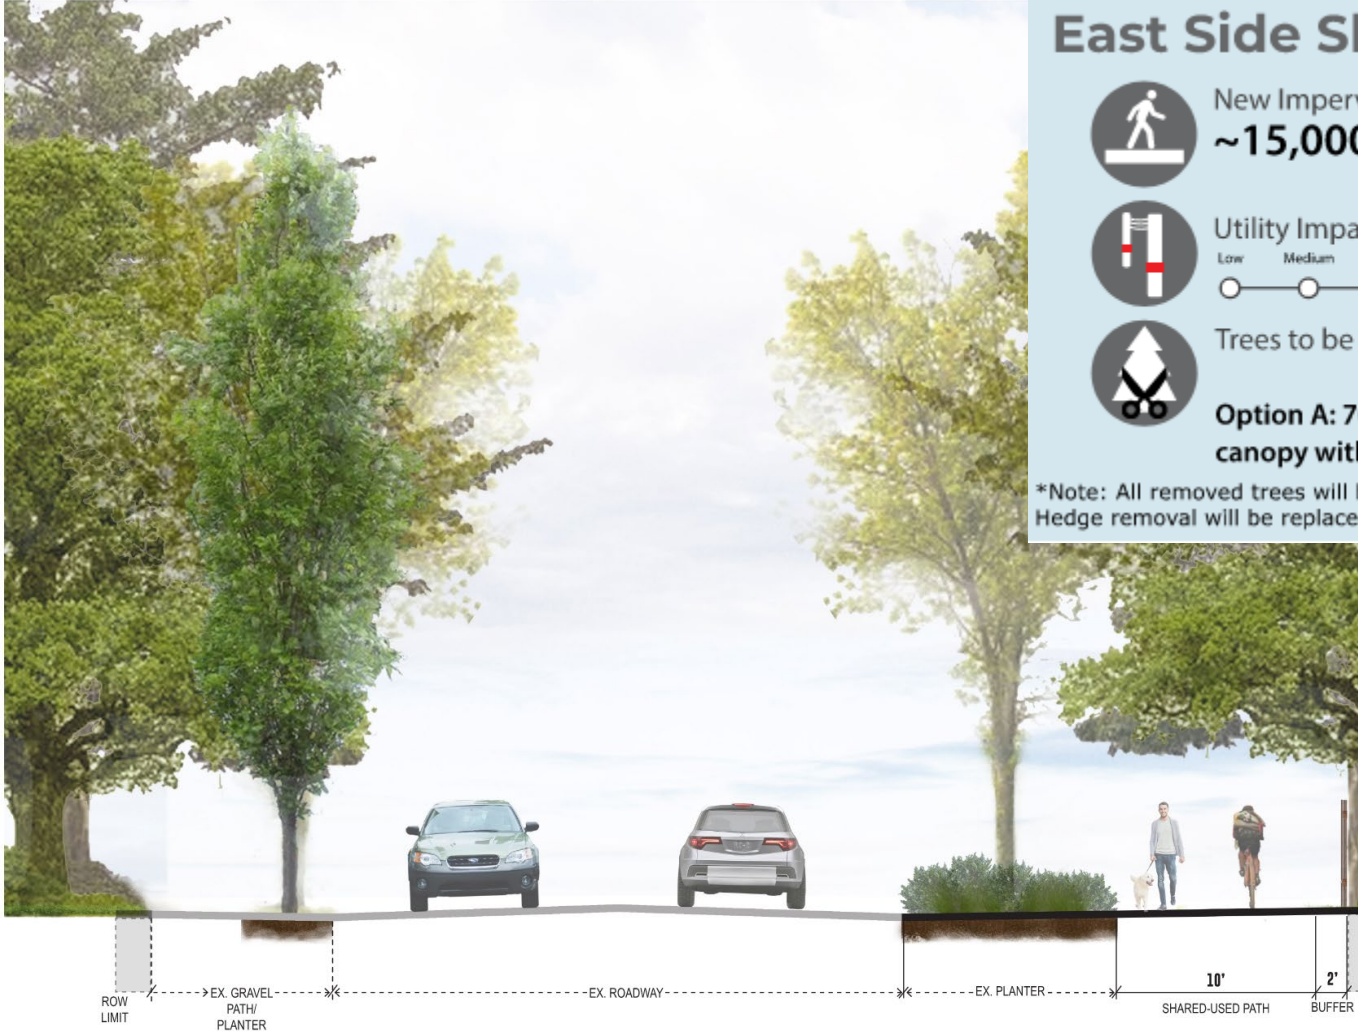 East Side
New Imperv
~15,000
Utility Impa
Low Medium
Trees to be
Option A: 7
canopy with
*Note: All removed trees will
Hedge removal will be replace
10'
2'
ROW
LIMIT
EX. GRAVEL
PATH/
PLANTER
EX. ROADWAY
EX. PLANTER
SHARED-USED PATH
BUFFER